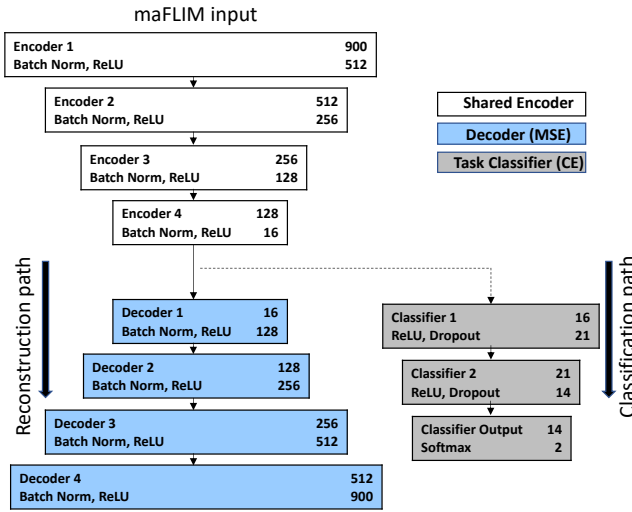 maFLIM input
Encoder 1 900
Batch Norm, ReLU 512
Encoder 2 512
Batch Norm, ReLU 256
Encoder 3 256
Batch Norm, ReLU 128
Encoder 4 128
Batch Norm, ReLU 16
Shared Encoder
Decoder (MSE)
Task Classifier (CE)
Reconstruction path
Decoder 1 16
Batch Norm, ReLU 128
Decoder 2 128
Batch Norm, ReLU 256
Decoder 3 256
Batch Norm, ReLU 512
Decoder 4 512
Batch Norm, ReLU 900
Classifier 1 16
ReLU, Dropout 21
Classifier 2 21
ReLU, Dropout 14
Classifier Output 14
Softmax 2
Classification path